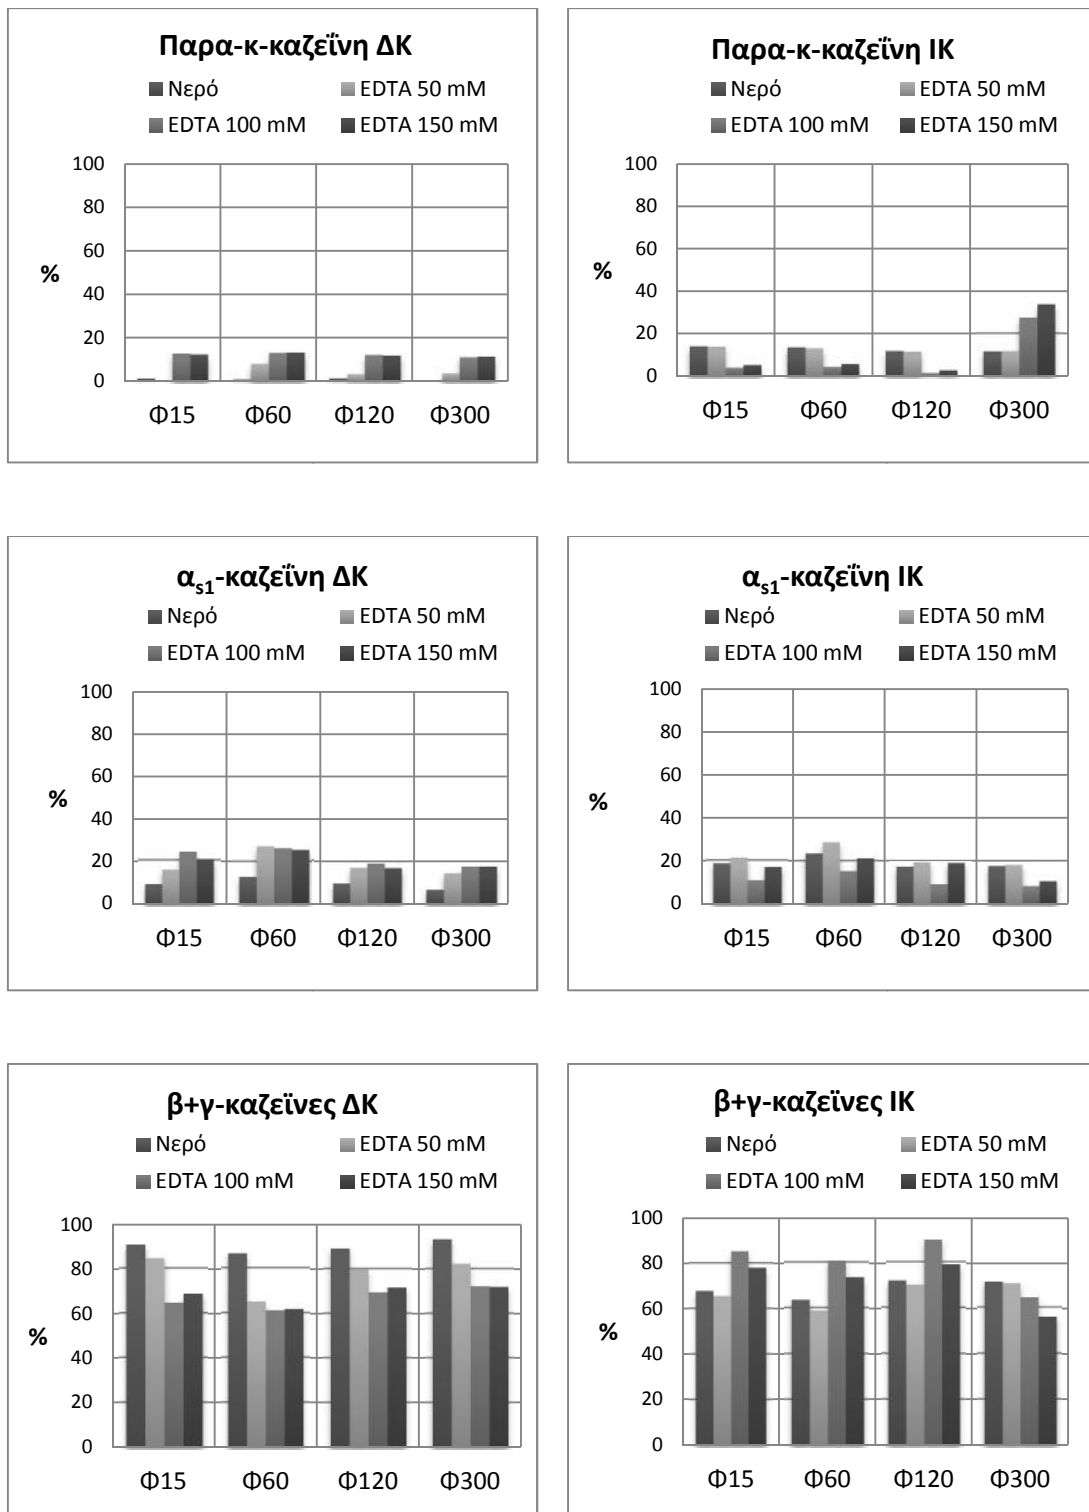 Παρα-κ-καζεΐνη ΔΚ
Νερό EDTA 50 mM
EDTA 100 mM EDTA 150 mM
100
80
60
%
40
20
0
Φ15 Φ60 Φ120 Φ300
Παρα-κ-καζεΐνη ΙΚ
Νερό EDTA 50 mM
EDTA 100 mM EDTA 150 mM
100
80
60
%
40
20
0
Φ15 Φ60 Φ120 Φ300
αs1-καζεΐνη ΔΚ
Νερό EDTA 50 mM
EDTA 100 mM EDTA 150 mM
100
80
60
%
40
20
0
Φ15 Φ60 Φ120 Φ300
αs1-καζεΐνη ΙΚ
Νερό EDTA 50 mM
EDTA 100 mM EDTA 150 mM
100
80
60
%
40
20
0
Φ15 Φ60 Φ120 Φ300
β+γ-καζεΐνες ΔΚ
Νερό EDTA 50 mM
EDTA 100 mM EDTA 150 mM
100
80
60
%
40
20
0
Φ15 Φ60 Φ120 Φ300
β+γ-καζεΐνες ΙΚ
Νερό EDTA 50 mM
EDTA 100 mM EDTA 150 mM
100
80
60
%
40
20
0
Φ15 Φ60 Φ120 Φ300